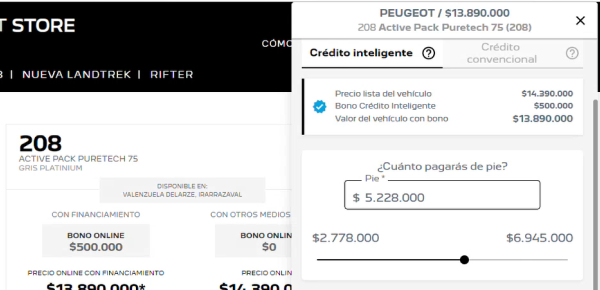 T STORE
CÓMO
8 | NUEVA LANDTREK | RIFTER
208
ACTIVE PACK PURETECH 75
GRIS PLATINIUM
DISPONIBLE EN:
VALENZUELA DELARZE, IRARRAZAVAL
CON FINANCIAMIENTO
BONO ONLINE
$500.000
PRECIO ONLINE CON FINANCIAMIENTO
$13.890.000*
CON OTROS MEDIOS
BONO ONLIN
$0
PRECIO ONLIN
$14.390.0
PEUGEOT / $13.890.000
208 Active Pack Puretech 75 (208)
Crédito inteligente
Crédito convencional
Precio lista del vehículo $14.390.000
Bono Crédito Inteligente $500.000
Valor del vehículo con bono $13.890.000
¿Cuánto pagarás de pie?
Pie *
$ 5.228.000
$2.778.000 $6.945.000